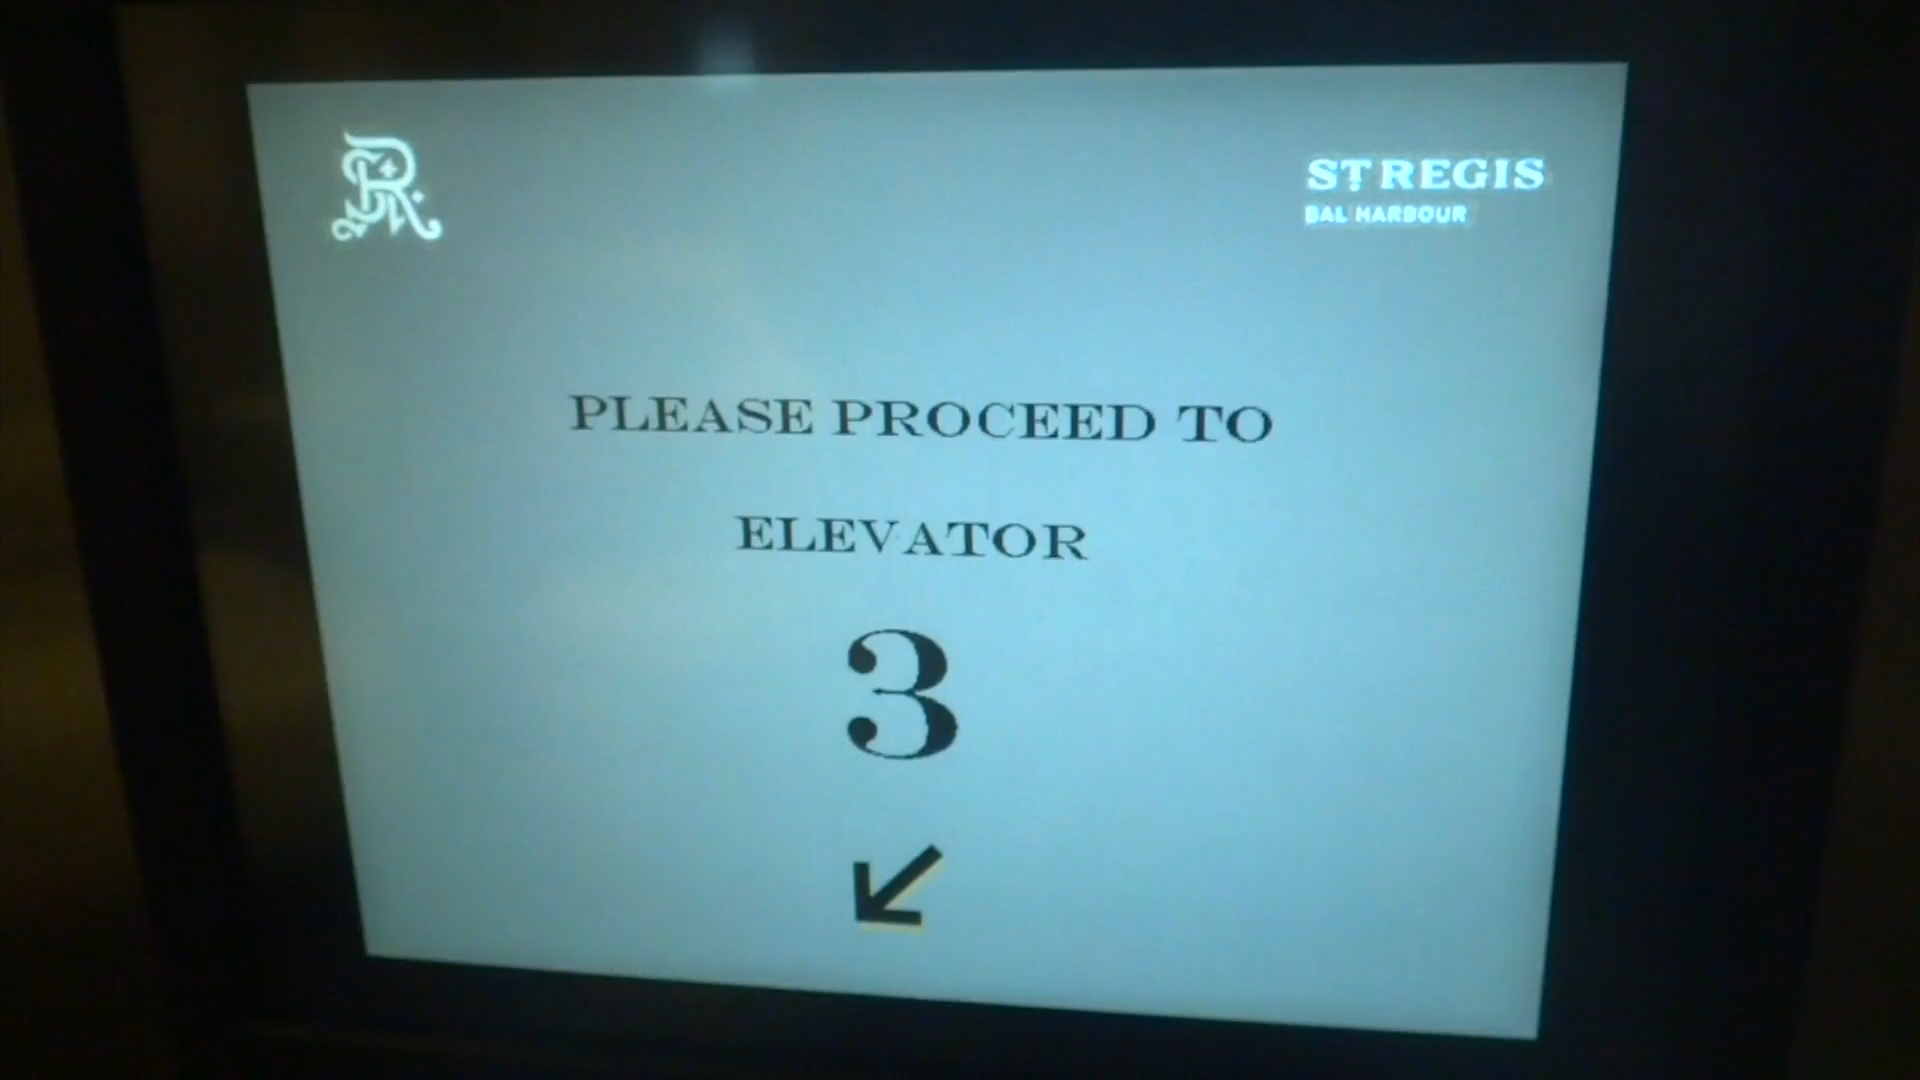 ST REGIS
BAL HARBOUR
PLEASE PROCEED TO
ELEVATOR
3